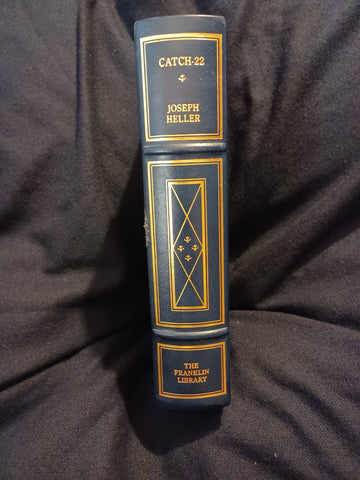 CATCH-22
JOSEPH
HELLER
THE
FRANKLIN
LIBRARY